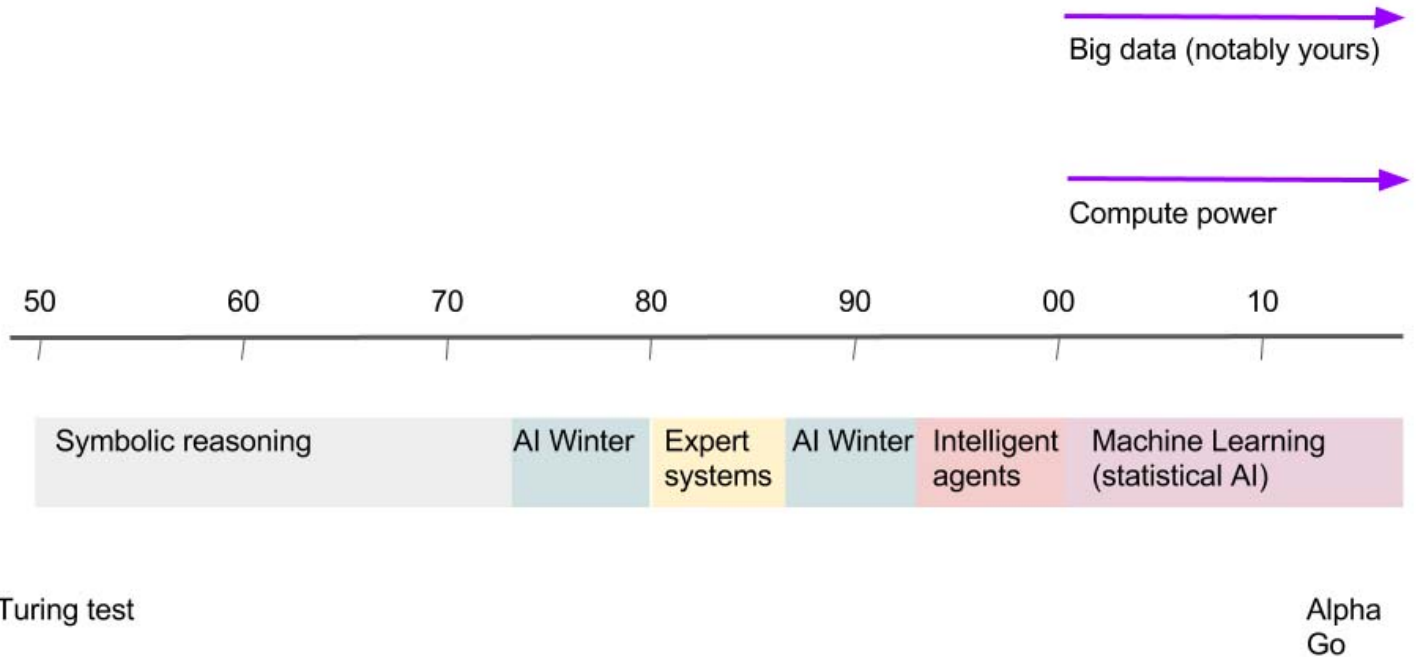 Big data (notably yours)
Compute power
50 60 70 80 90 00 10
Symbolic reasoning
AI Winter
Expert
systems
AI Winter
Intelligent
agents
Machine Learning
(statistical AI)
Turing test
Alpha
Go